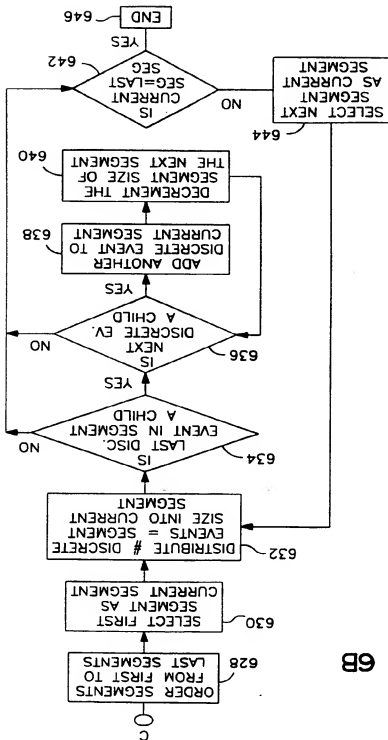 C
ORDER SEGMENTS
FROM FIRST TO
LAST SEGMENTS
628
SELECT FIRST
SEGMENT AS
CURRENT SEGMENT
630
DISTRIBUTE # DISCRETE
EVENTS = SEGMENT
SIZE INTO CURRENT
SEGMENT
632
IS
LAST DISC.
EVENT IN SEGMENT
A CHILD
634
NO
YES
IS
NEXT
DISCRETE EV.
A CHILD
636
NO
YES
ADD ANOTHER
DISCRETE EVENT TO
CURRENT SEGMENT
638
DECREMENT THE
SEGMENT SIZE OF
THE NEXT SEGMENT
640
IS
CURRENT
SEG=LAST
SEG
642
NO
YES
SELECT NEXT
SEGMENT
AS CURRENT
SEGMENT
644
END
646
6B